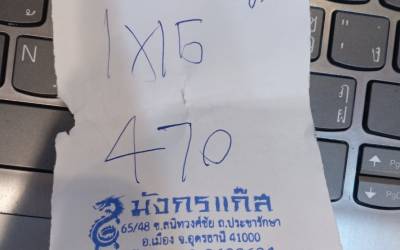 1X15
470
มังกรแก๊ส
65/48 ซ.สนิทวงศ์ชัย ถ.ประชารักษา
อ.เมือง จ.อุดรธานี 41000